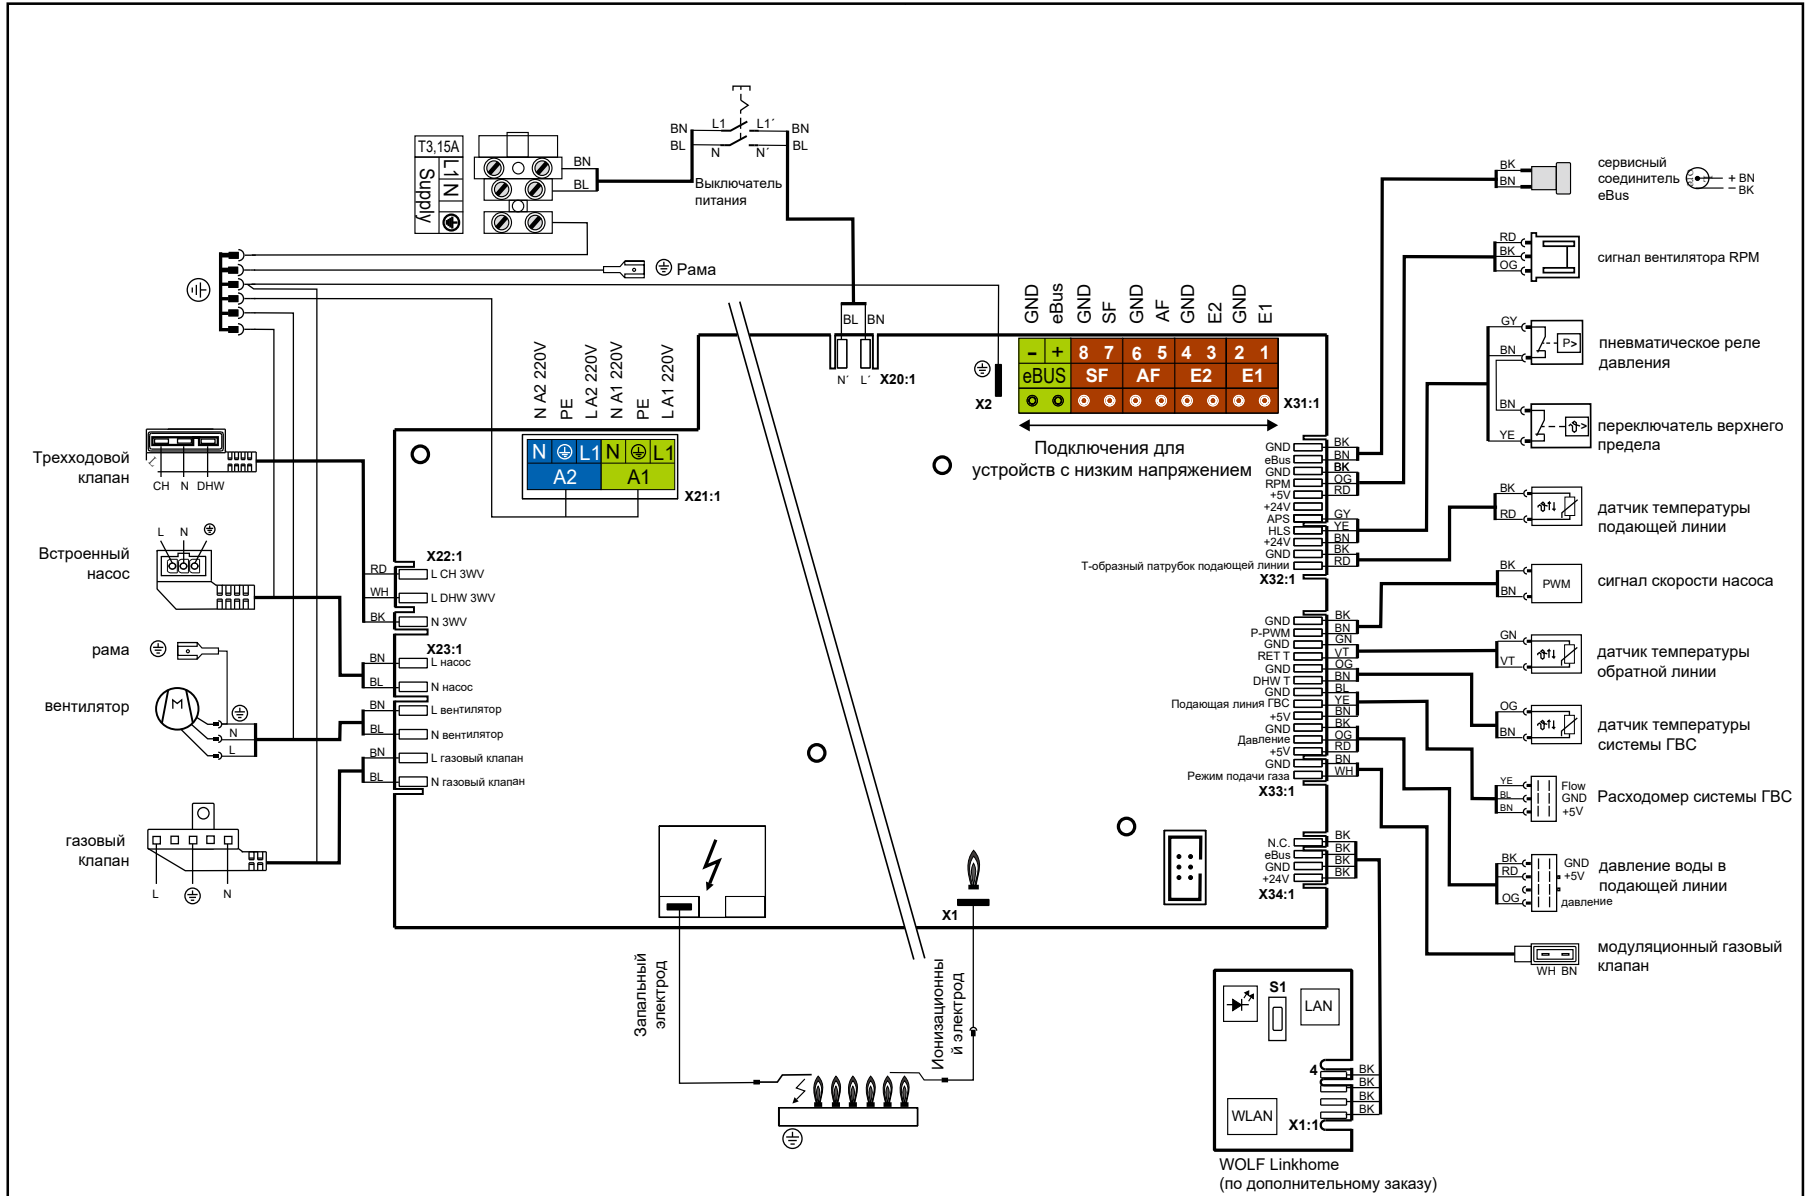 T3,15A
L1 N
Supply
BN
BL
BN
BL
L1
N
L1´
N´
BN
BL
Выключатель
питания
Рама
BL BN
N´ L´
X20:1
X2
GND
eBus
GND
SF
GND
AF
GND
E2
GND
E1
- + 8 7 6 5 4 3 2 1
eBUS SF AF E2 E1
X31:1
Подключения для
устройств с низким напряжением
N A2 220V
PE
L A2 220V
N A1 220V
PE
L A1 220V
N L1 N L1
A2 A1
X21:1
Трехходовой
клапан
L
CH N DHW
Встроенный
насос
L N
рама
вентилятор
M
N
L
газовый
клапан
L N
X22:1
RD L CH 3WV
WH L DHW 3WV
BK N 3WV
X23:1
BN L насос
BL N насос
BN L вентилятор
BL N вентилятор
BN L газовый клапан
BL N газовый клапан
GND BK
eBus BN
GND BK
RPM OG
+5V RD
+24V
APS GY
HLS YE
+24V BN
GND BK
Т-образный патрубок подающей линии RD
X32:1
GND BK
P-PWM BN
GND GN
RET T VT
GND OG
DHW T BN
GND BL
Подающая линия ГВС YE
+5V BN
GND BK
Давление OG
+5V RD
GND BN
Режим подачи газа WH
X33:1
N.C. BK
eBus BK
GND BK
+24V BK
X34:1
X1
Запальный
электрод
Ионизационны
й электрод
BK
BN
сервисный
соединитель
eBus
+ BN
− BK
RD
BK
OG
сигнал вентилятора RPM
GY
BN
P>
пневматическое реле
давления
BN
YE
переключатель верхнего
предела
BK
RD
датчик температуры
подающей линии
BK
BN
PWM
сигнал скорости насоса
GN
VT
датчик температуры
обратной линии
OG
BN
датчик температуры
системы ГВС
YE Flow
BL GND
BN +5V
Расходомер системы ГВС
BK GND
RD +5V
OG давление
давление воды в
подающей линии
WH BN
модуляционный газовый
клапан
S1
LAN
WLAN
4
BK
BK
BK
BK
X1:1
WOLF Linkhome
(по дополнительному заказу)